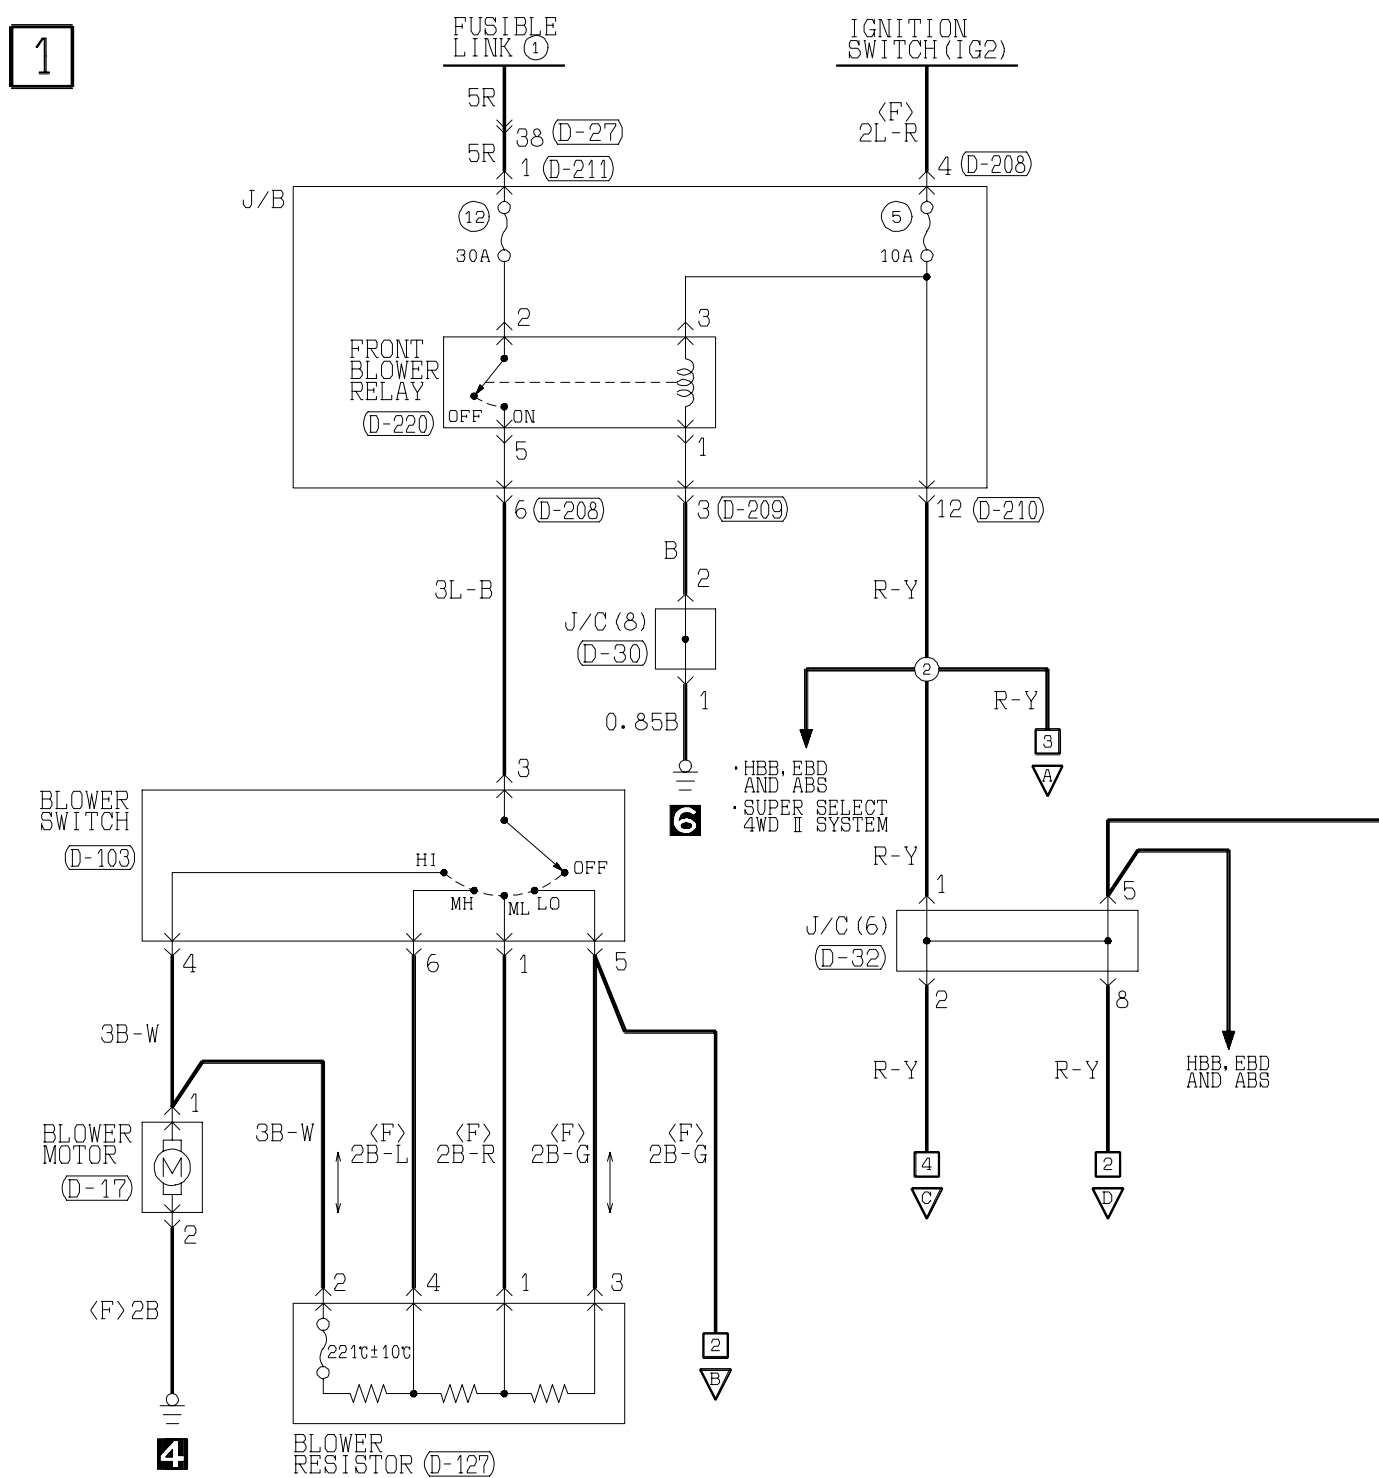 1
FUSIBLE
LINK ①
IGNITION
SWITCH(IG2)
5R
38 (D-27)
5R
1 (D-211)
<F>
2L-R
4 (D-208)
J/B
12
30A
5
10A
2
3
FRONT
BLOWER
RELAY
(D-220)
OFF
ON
5
1
6 (D-208)
3 (D-209)
12 (D-210)
B
3L-B
2
R-Y
J/C(8)
(D-30)
2
1
R-Y
0.85B
3
A
3
·HBB, EBD
AND ABS
·SUPER SELECT
4WD Ⅱ SYSTEM
6
BLOWER
SWITCH
(D-103)
HI
OFF
MH
ML
LO
R-Y
1
5
J/C(6)
(D-32)
4
6
1
5
2
8
3B-W
R-Y
R-Y
HBB, EBD
AND ABS
1
BLOWER
MOTOR
(D-17)
M
3B-W
<F>
2B-L
<F>
2B-R
<F>
2B-G
<F>
2B-G
4
C
2
D
2
2
4
1
3
<F>2B
221℃±10℃
2
B
4
BLOWER
RESISTOR (D-127)